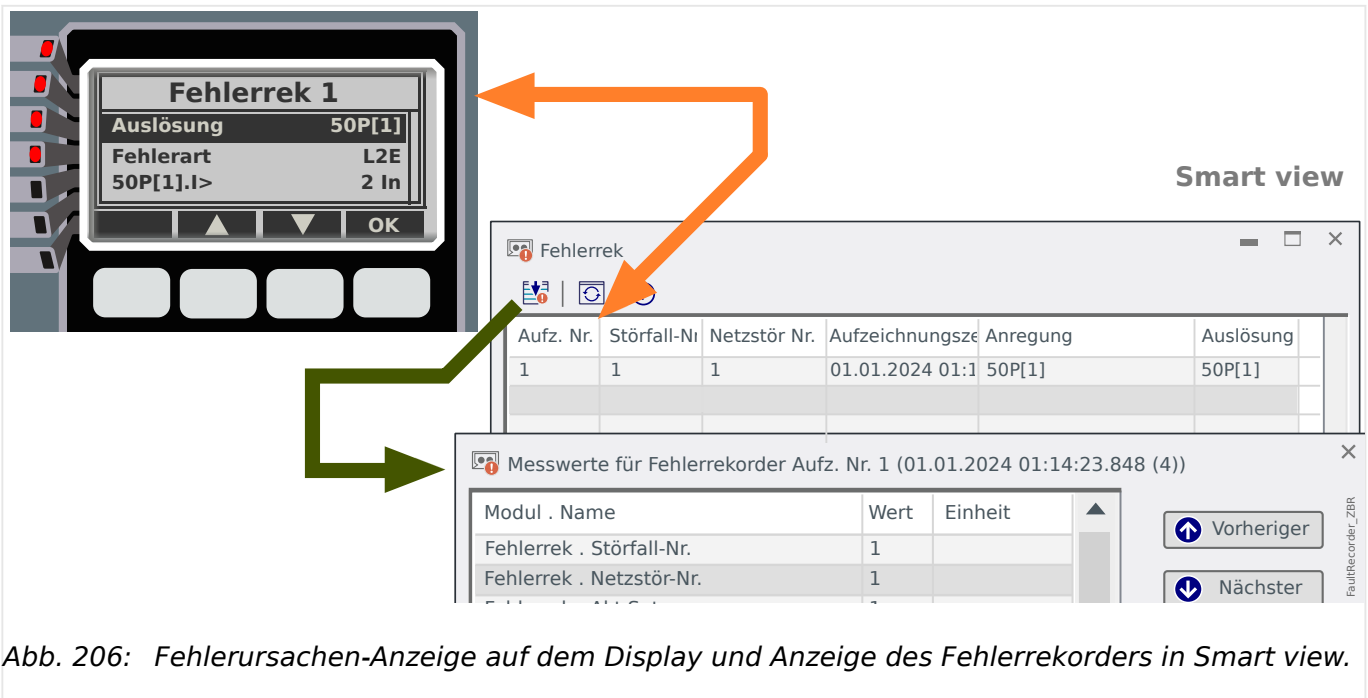 Fehlerrek 1
Auslösung 50P[1]
Fehlerart L2E
50P[1].I> 2 In
OK
Smart view
Fehlerrek
Aufz. Nr. Störfall-Nr Netzstör Nr. Aufzeichnungsze Anregung Auslösung
1 1 1 01.01.2024 01:1 50P[1] 50P[1]
Messwerte für Fehlerrekorder Aufz. Nr. 1 (01.01.2024 01:14:23.848 (4))
Modul . Name Wert Einheit
Fehlerrek . Störfall-Nr. 1
Fehlerrek . Netzstör-Nr. 1
Vorheriger
Nächster
FaultRecorder_ZBR
Abb. 206: Fehlerursachen-Anzeige auf dem Display und Anzeige des Fehlerrekorders in Smart view.